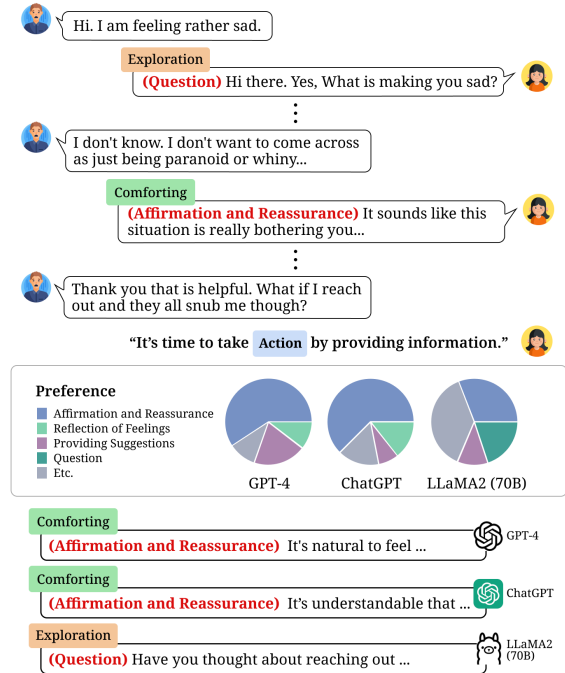 Hi. I am feeling rather sad.
Exploration
(Question) Hi there. Yes, What is making you sad?
I don't know. I don't want to come across
as just being paranoid or whiny...
Comforting
(Affirmation and Reassurance) It sounds like this
situation is really bothering you...
Thank you that is helpful. What if I reach
out and they all snub me though?
“It’s time to take Action by providing information.”
Preference
Affirmation and Reassurance
Reflection of Feelings
Providing Suggestions
Question
Etc.
GPT-4 ChatGPT LLaMA2 (70B)
Comforting
(Affirmation and Reassurance) It's natural to feel ...
GPT-4
Comforting
(Affirmation and Reassurance) It’s understandable that ...
ChatGPT
Exploration
(Question) Have you thought about reaching out ...
LLaMA2
(70B)